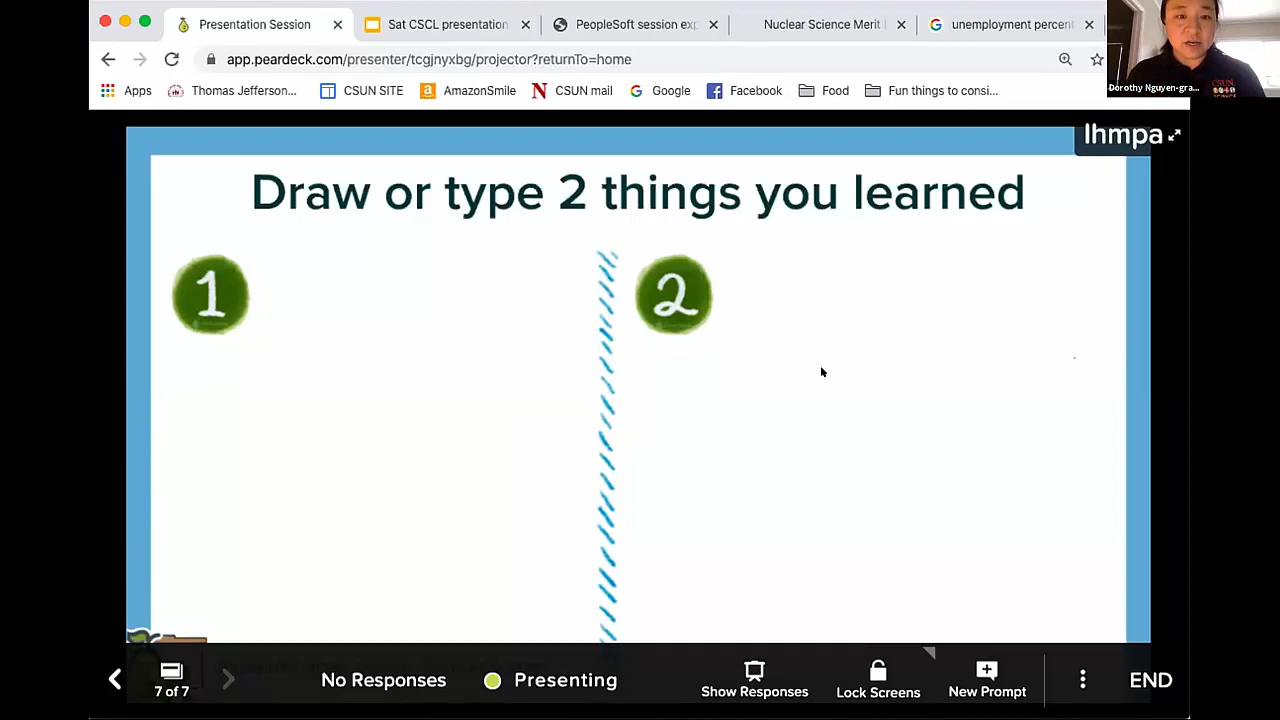 Presentation Session
Sat CSCL presentation
PeopleSoft session exp
Nuclear Science Merit
unemployment percent
app.peardeck.com/presenter/tcgjnyxbg/projector?returnTo=home
Apps
Thomas Jefferson...
CSUN SITE
AmazonSmile
CSUN mail
Google
Facebook
Food
Fun things to consi...
Dorothy Nguyen-gra...
lhmpa
Draw or type 2 things you learned
1
2
7 of 7
No Responses
Presenting
Show Responses
Lock Screens
New Prompt
END